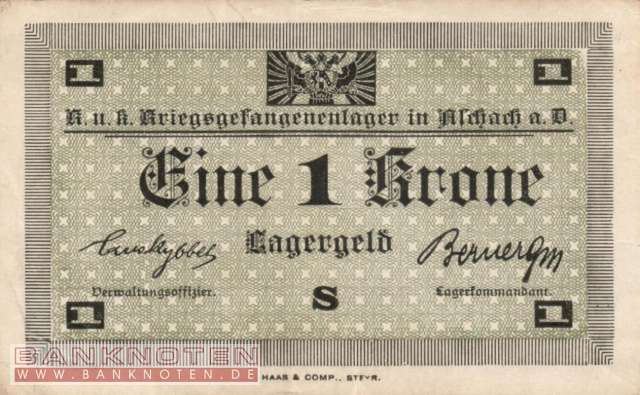 1 1
K. u. k. Kriegsgefangenenlager in Aschach a. D.
Eine 1 Krone
Lagergeld
Verwaltungsoffizier. S Lagerkommandant.
1 1
BANKNOTEN
WWW.BANKNOTEN.DE
HAAS & COMP., STEYR.